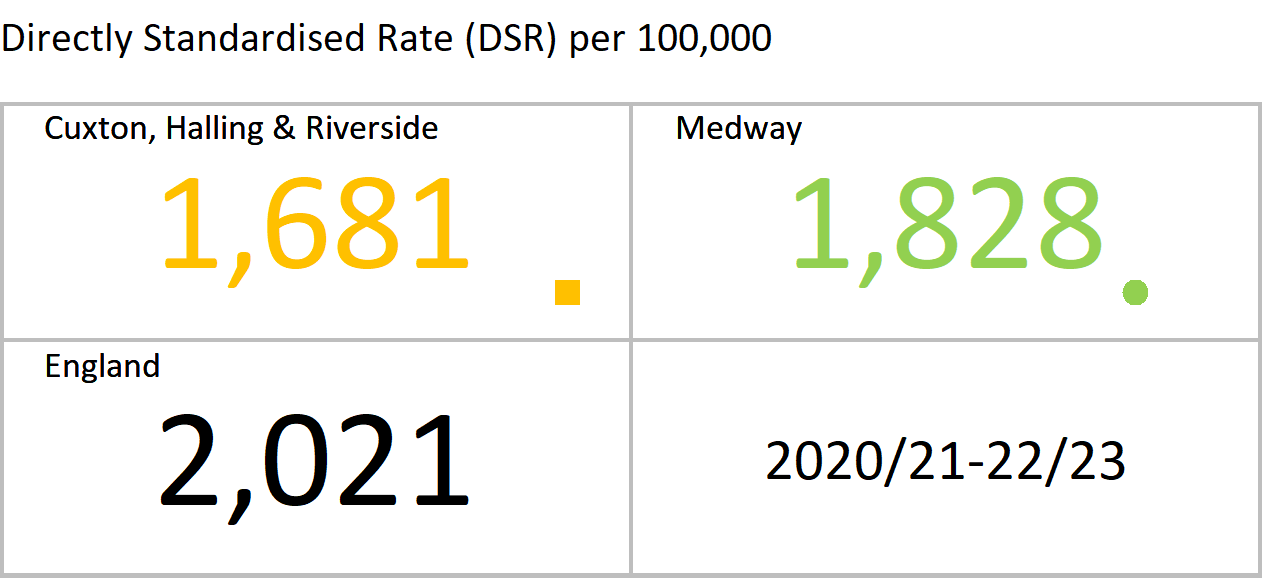 Directly Standardised Rate (DSR) per 100,000
Cuxton, Halling & Riverside
1,681
Medway
1,828
England
2,021
2020/21-22/23